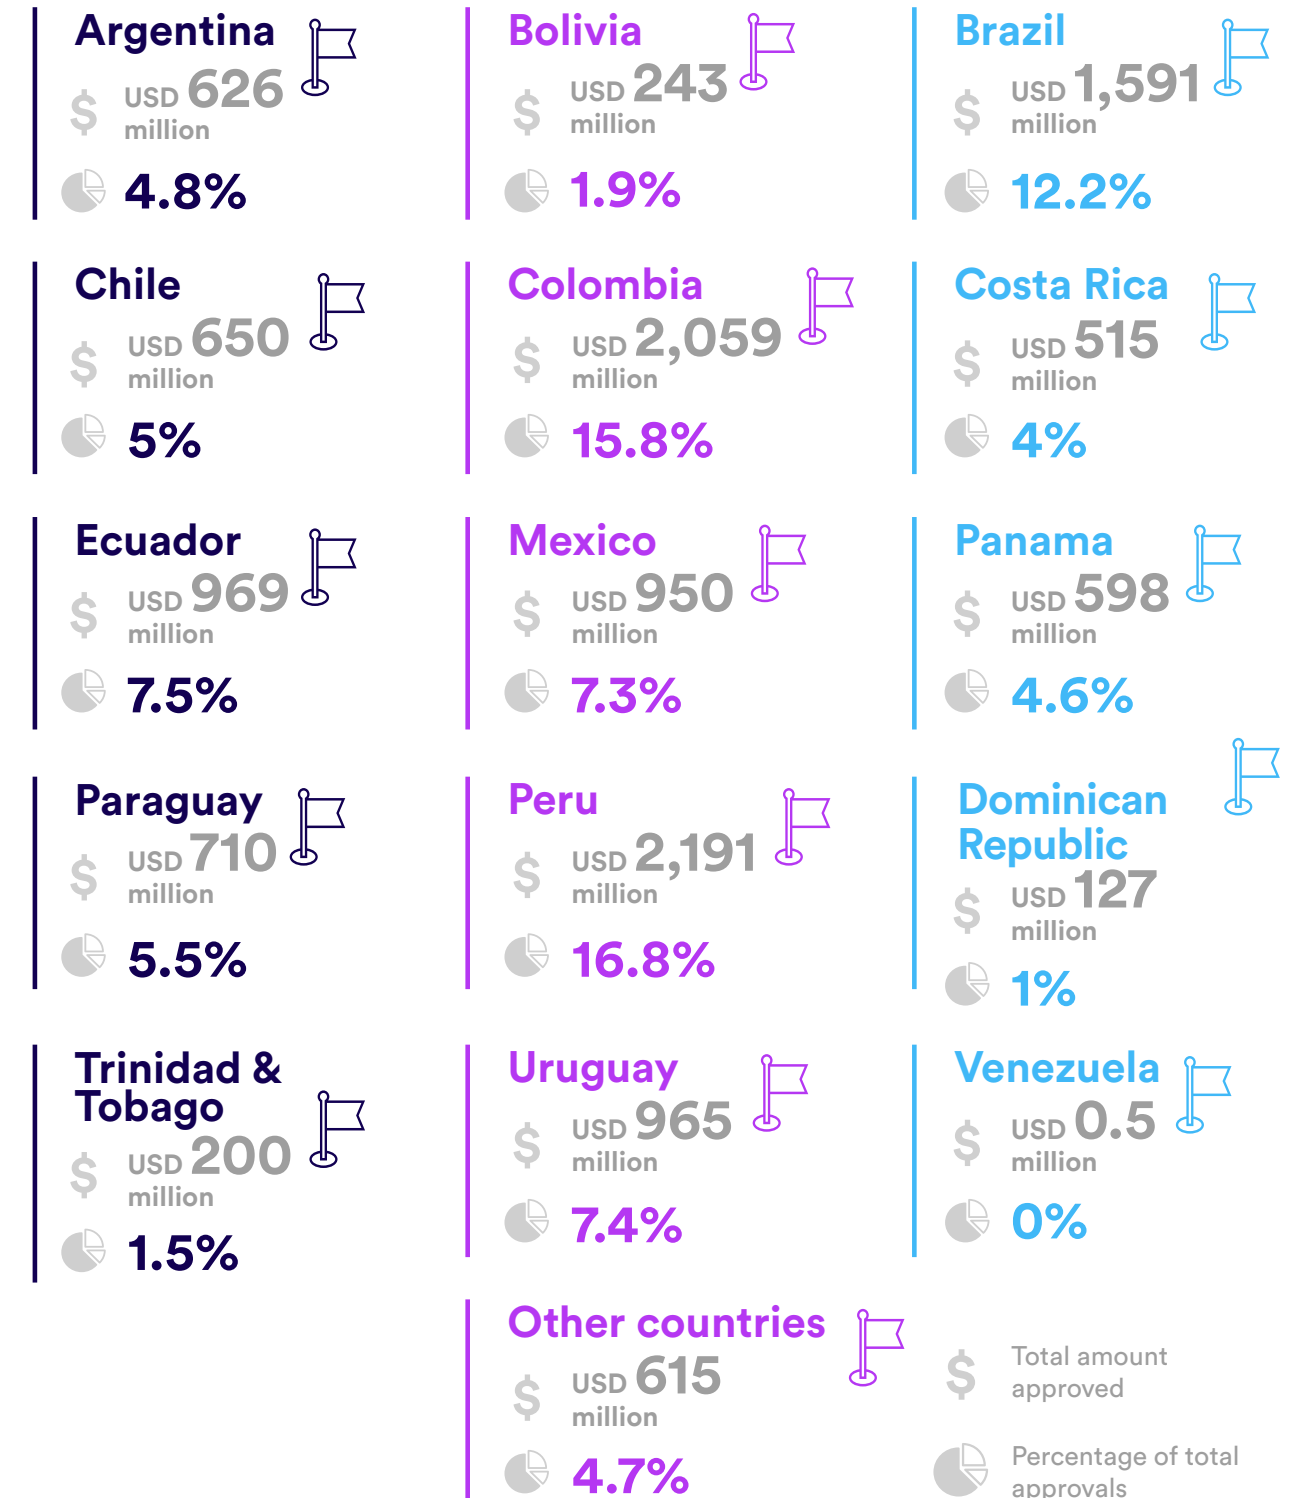 Argentina
$ USD 626
million
4.8%
Bolivia
$ USD 243
million
1.9%
Brazil
$ USD 1,591
million
12.2%
Chile
$ USD 650
million
5%
Colombia
$ USD 2,059
million
15.8%
Costa Rica
$ USD 515
million
4%
Ecuador
$ USD 969
million
7.5%
Mexico
$ USD 950
million
7.3%
Panama
$ USD 598
million
4.6%
Paraguay
$ USD 710
million
5.5%
Peru
$ USD 2,191
million
16.8%
Dominican
Republic
$ USD 127
million
1%
Trinidad &
Tobago
$ USD 200
million
1.5%
Uruguay
$ USD 965
million
7.4%
Venezuela
$ USD 0.5
million
0%
Other countries
$ USD 615
million
4.7%
$ Total amount
approved
Percentage of total
approvals